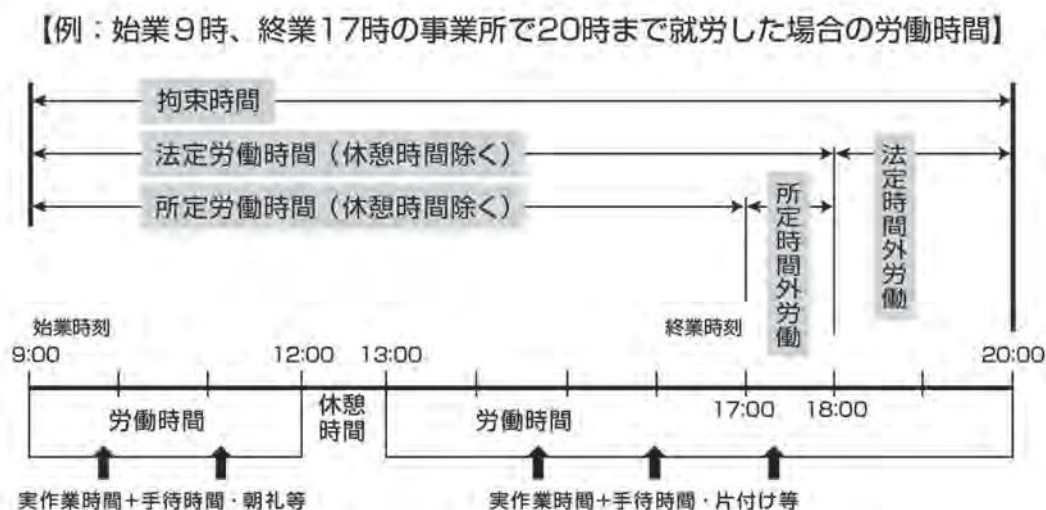 【例：始業9時、終業17時の事業所で20時まで就労した場合の労働時間】
拘束時間
法定労働時間（休憩時間除く）
所定労働時間（休憩時間除く）
所定時間外労働
法定時間外労働
始業時刻
終業時刻
9:00
12:00
13:00
20:00
労働時間
休憩
時間
労働時間
17:00
18:00
実作業時間+手待時間・朝礼等
実作業時間+手待時間・片付け等